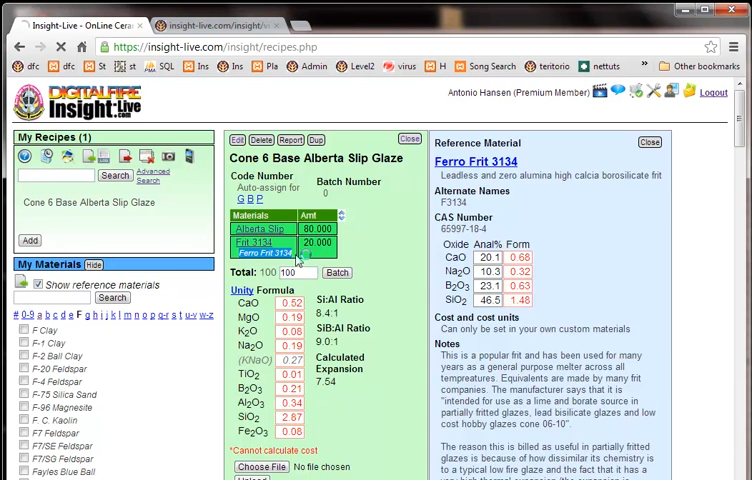 Insight-Live - OnLine Cerar
insight-live.com/insight/v
https://insight-live.com/insight/recipes.php
dfc
dfc
St
st
SQL
Ins
Ins
Pla
Admin
Level2
virus
H
Song Search
teritorio
nettuts
»
Other bookmarks
DIGITALFIRE
Insight-Live.com
Antonio Hansen (Premium Member)
Logout
My Recipes (1)
Search
Advanced
Search
Cone 6 Base Alberta Slip Glaze
Add
My Materials Hide
Show reference materials
Search
# 0-9 a b c d e F g h i j k l m n o p q-r s t u-v w-z
F Clay
F-1 Clay
F-2 Ball Clay
F-20 Feldspar
F-4 Feldspar
F-75 Silica Sand
F-96 Magnesite
F. C. Kaolin
F7 Feldspar
F7/SE Feldspar
F7/SG Feldspar
Fayles Blue Ball
Edit Delete Report Dup Close
Cone 6 Base Alberta Slip Glaze
Code Number
Auto-assign for
G B P
Batch Number
0
Materials Amt
Alberta Slip 80.000
Frit 3134 20.000
Ferro Frit 3134
Total: 100 100 Batch
Unity Formula
CaO 0.52
MgO 0.19
K2O 0.08
Na2O 0.19
(KNaO) 0.27
TiO2 0.01
B2O3 0.21
Al2O3 0.34
SiO2 2.87
Fe2O3 0.08
Si:Al Ratio
8.4:1
SiB:Al Ratio
9.0:1
Calculated
Expansion
7.54
*Cannot calculate cost
Choose File No file chosen
Upload
Reference Material Close
Ferro Frit 3134
Leadless and zero alumina high calcia borosilicate frit
Alternate Names
F3134
CAS Number
65997-18-4
Oxide Anal% Form
CaO 20.1 0.68
Na2O 10.3 0.32
B2O3 23.1 0.63
SiO2 46.5 1.48
Cost and cost units
Can only be set in your own custom materials
Notes
This is a popular frit and has been used for many
years as a general purpose melter across all
tempreatures. Equivalents are made by many frit
companies. The manufacturer says that it is
"intended for use as a lime and borate source in
partially fritted glazes, lead bisilicate glazes and low
cost hobby glazes cone 06-10".
The reason this is billed as useful in partially fritted
glazes is because of how dissimilar its chemistry is
to a typical low fire glaze and the fact that it has a